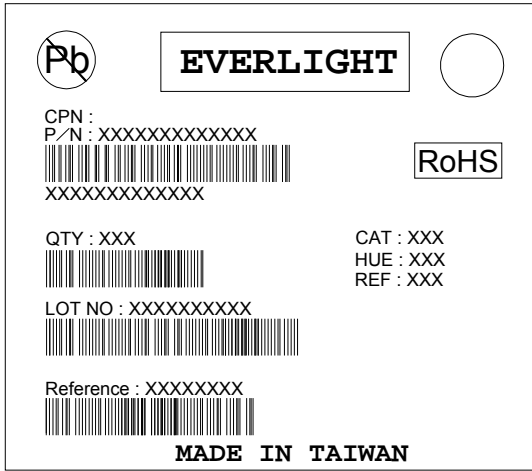 Pb
EVERLIGHT
CPN :
P/N : XXXXXXXXXXXXX
RoHS
XXXXXXXXXXXXX
QTY : XXX
CAT : XXX
HUE : XXX
REF : XXX
LOT NO : XXXXXXXXXX
Reference : XXXXXXXX
MADE IN TAIWAN